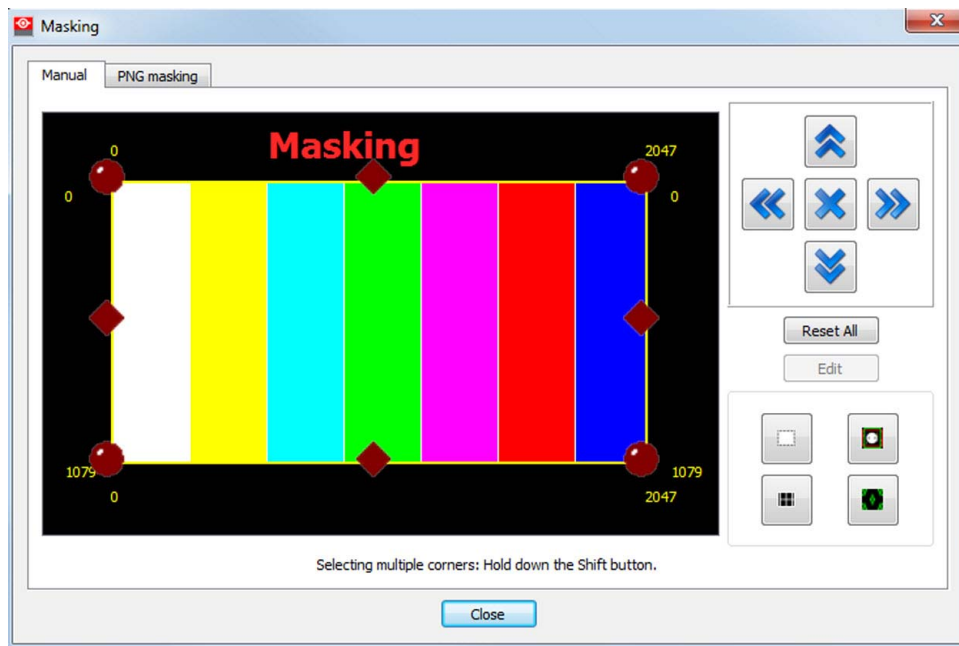 Masking
Manual
PNG masking
Masking
0
2047
0
0
Reset All
Edit
1079
1079
0
2047
Selecting multiple corners: Hold down the Shift button.
Close